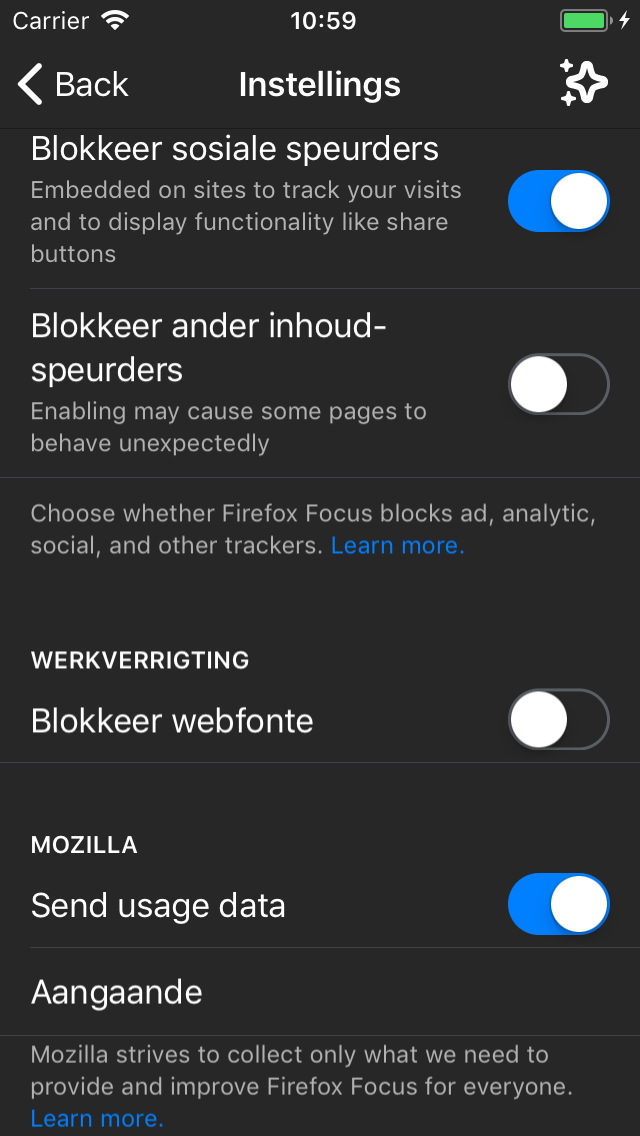 Carrier 10:59
Back Instellings
Blokkeer sosiale speurders
Embedded on sites to track your visits
and to display functionality like share
buttons
Blokkeer ander inhoud-
speurders
Enabling may cause some pages to
behave unexpectedly
Choose whether Firefox Focus blocks ad, analytic,
social, and other trackers. Learn more.
WERKVERRIGTING
Blokkeer webfonte
MOZILLA
Send usage data
Aangaande
Mozilla strives to collect only what we need to
provide and improve Firefox Focus for everyone.
Learn more.